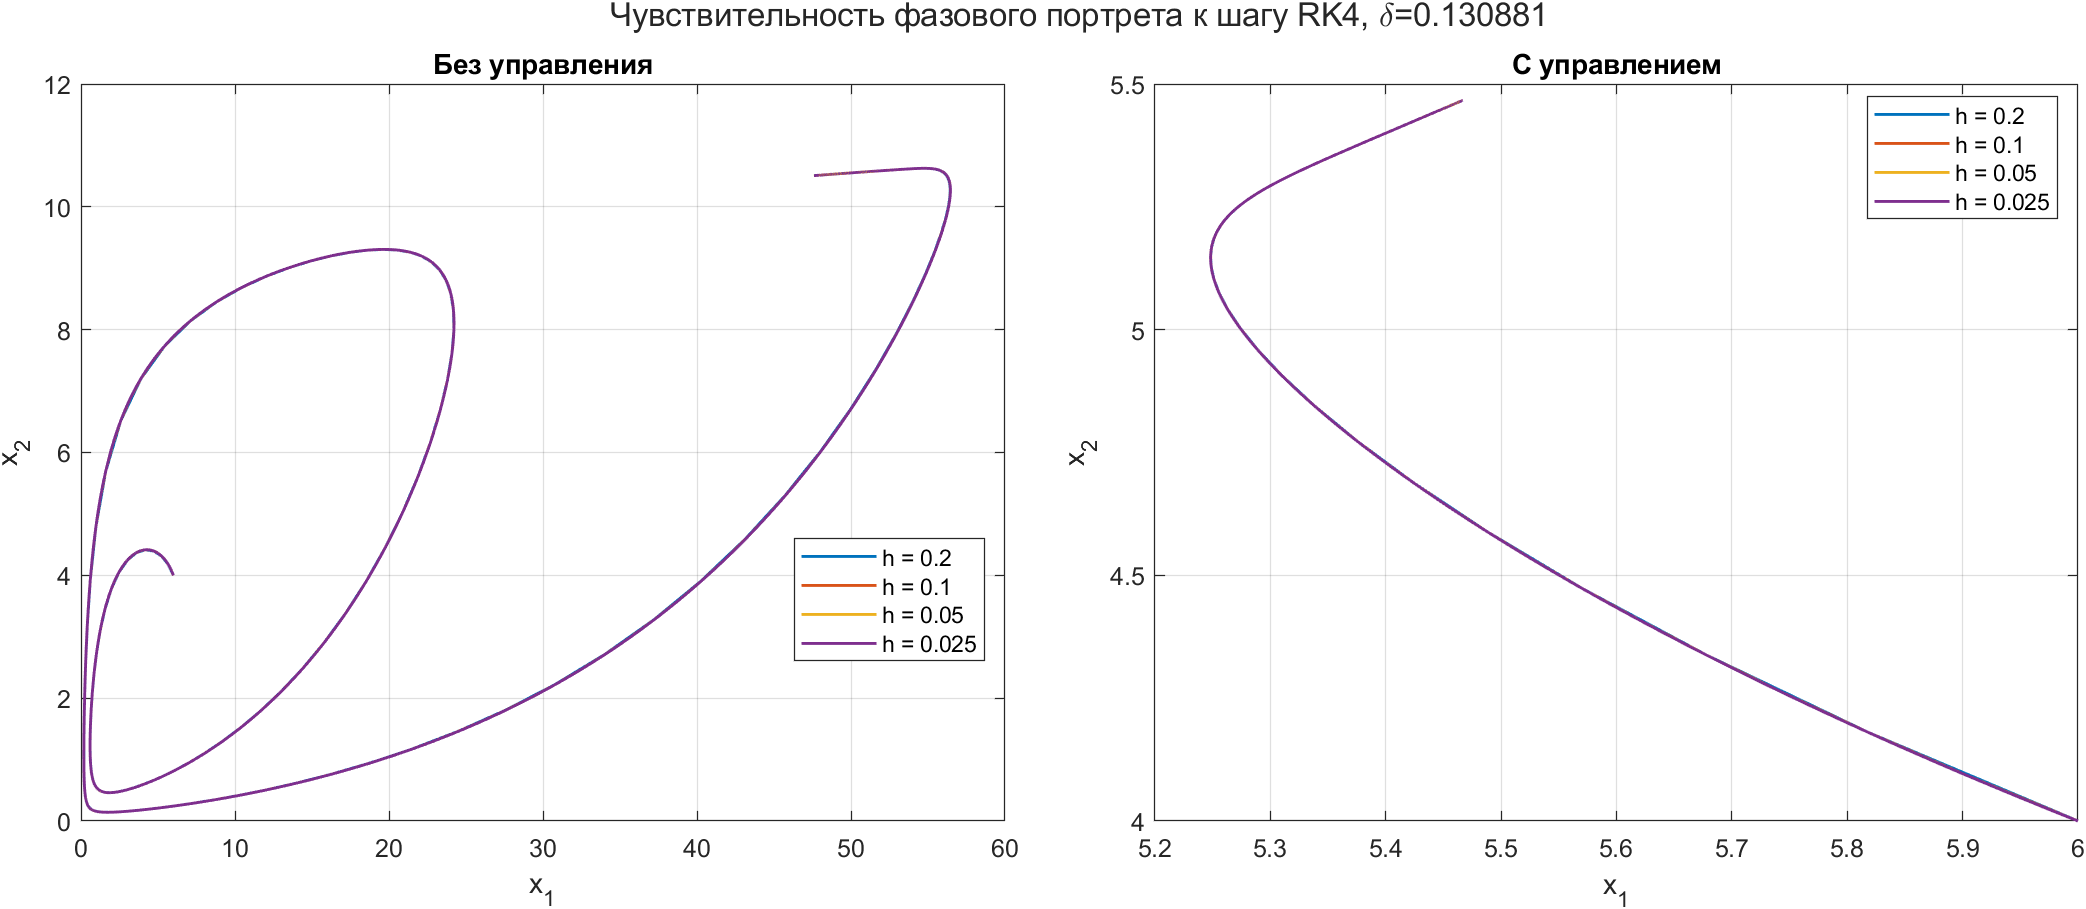 Чувствительность фазового портрета к шагу RK4, δ=0.130881
Без управления
12
10
8
6
4
2
0
x2
0 10 20 30 40 50 60
x1
h = 0.2
h = 0.1
h = 0.05
h = 0.025
С управлением
5.5
5
4.5
4
x2
5.2 5.3 5.4 5.5 5.6 5.7 5.8 5.9 6
x1
h = 0.2
h = 0.1
h = 0.05
h = 0.025